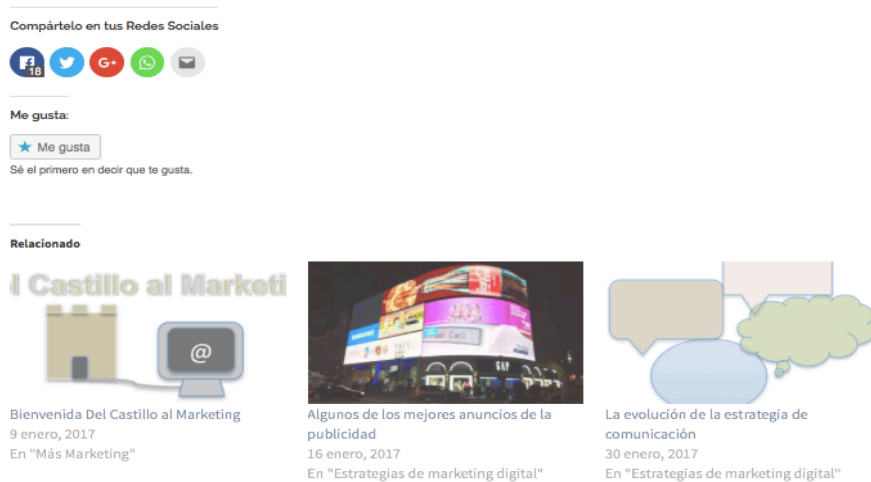 Compártelo en tus Redes Sociales
18
G+
Me gusta:
Me gusta
Sé el primero en decir que te gusta.
Relacionado
l Castillo al Marketi
@
SAMSUNG
GAP
Bienvenida Del Castillo al Marketing
9 enero, 2017
En "Más Marketing"
Algunos de los mejores anuncios de la
publicidad
16 enero, 2017
En "Estrategias de marketing digital"
La evolución de la estrategia de
comunicación
30 enero, 2017
En "Estrategias de marketing digital"